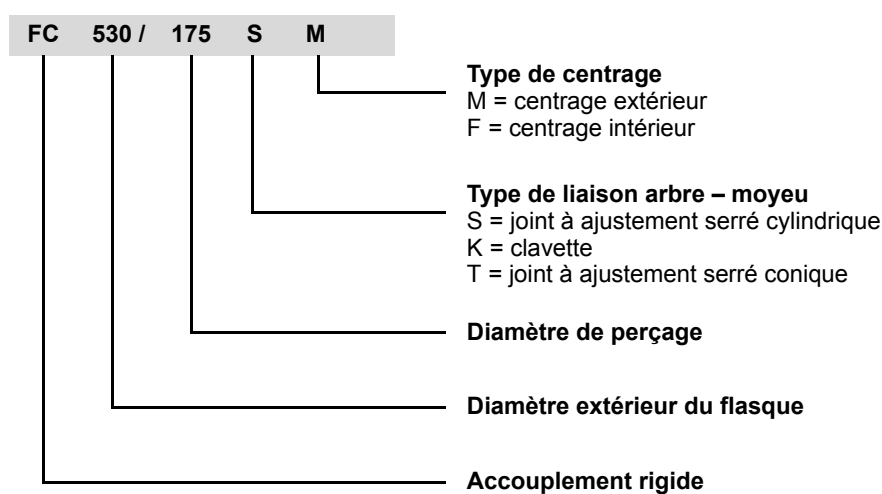 FC 530 / 175 S M
Type de centrage
M = centrage extérieur
F = centrage intérieur
Type de liaison arbre – moyeu
S = joint à ajustement serré cylindrique
K = clavette
T = joint à ajustement serré conique
Diamètre de perçage
Diamètre extérieur du flasque
Accouplement rigide